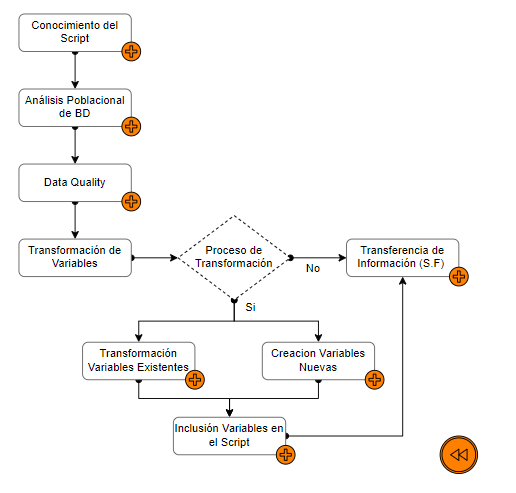 Conocimiento del
Script
Análisis Poblacional
de BD
Data Quality
Transformación de
Variables
Proceso de
Transformación
No
Transferencia de
Información (S.F)
Si
Transformación
Variables Existentes
Creacion Variables
Nuevas
Inclusión Variables en
el Script